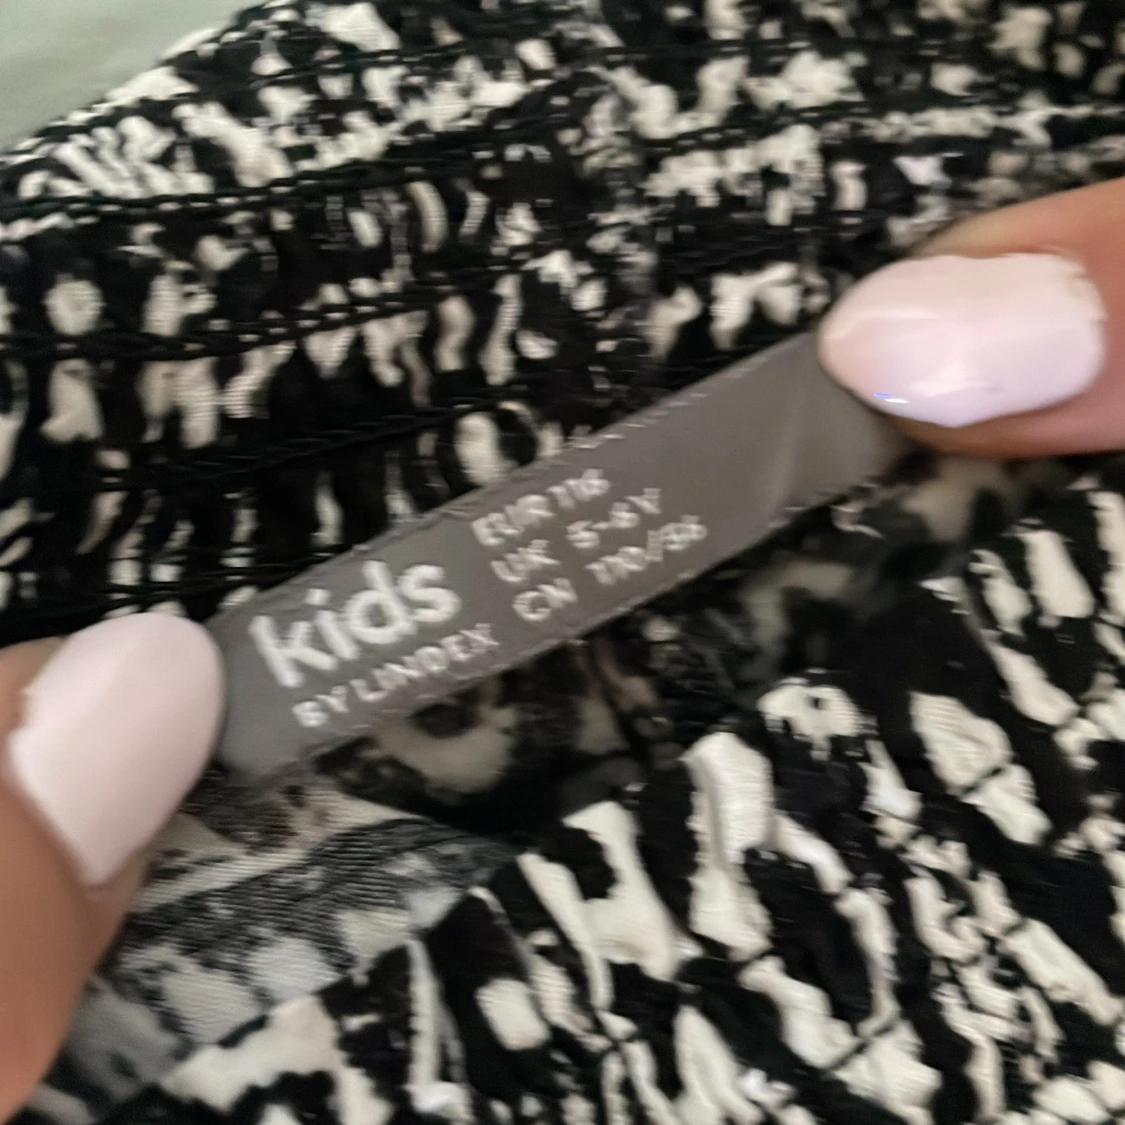 kids
BY LINDEX
EUR 116
UK 5-6Y
CN 110/56